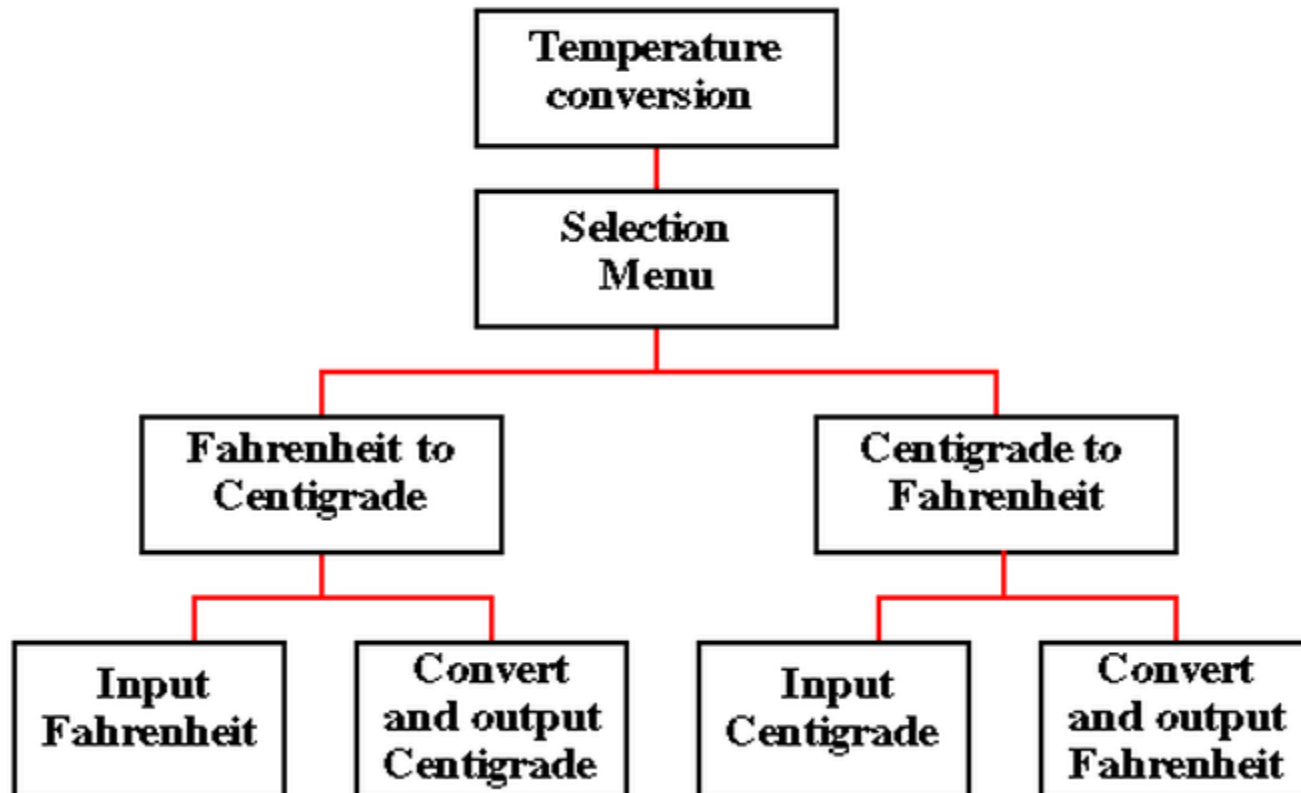 Temperature
conversion
Selection
Menu
Fahrenheit to
Centigrade
Centigrade to
Fahrenheit
Input
Fahrenheit
Convert
and output
Centigrade
Input
Centigrade
Convert
and output
Fahrenheit